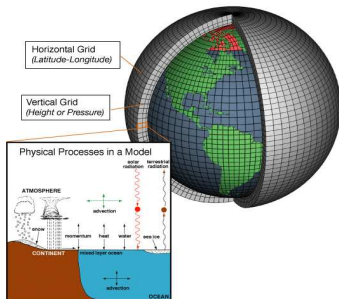 Horizontal Grid
(Latitude-Longitude)
Vertical Grid
(Height or Pressure)
Physical Processes in a Model
solar
radiation
terrestrial
radiation
ATMOSPHERE
advection
snow
momentum
heat
water
sea ice
CONTINENT
mixed layer ocean
advection
OCEAN